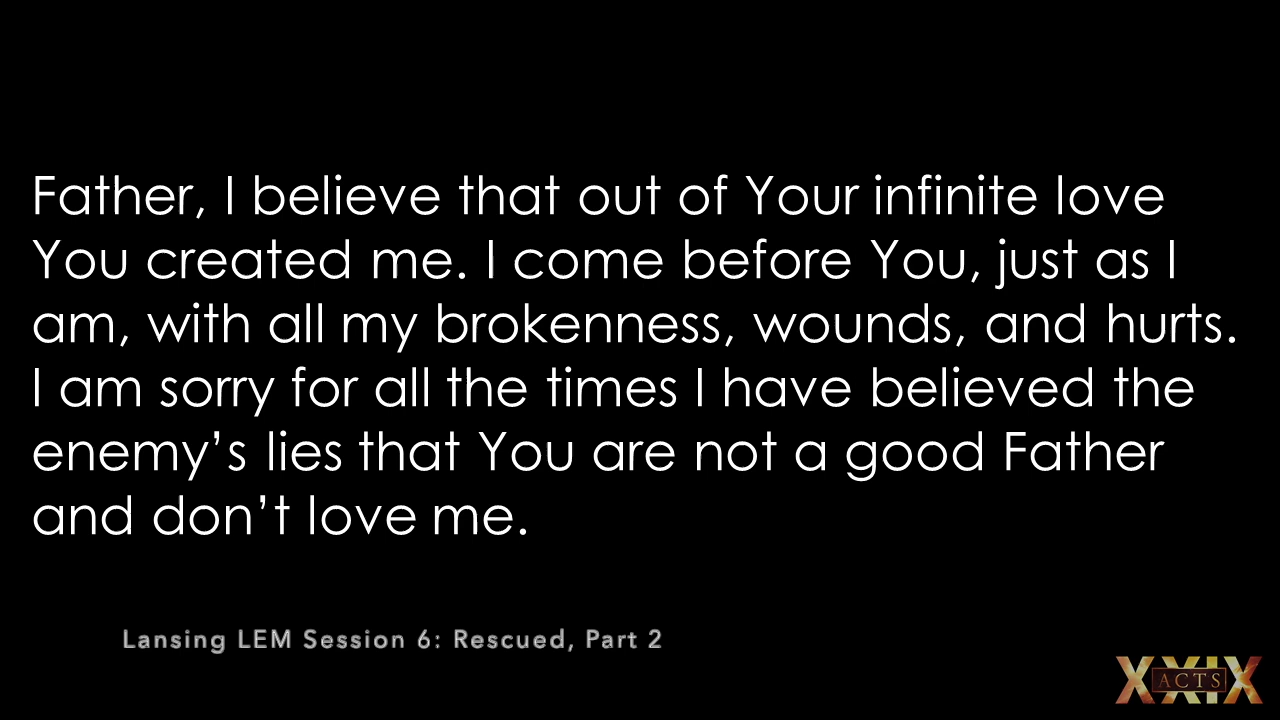 Father, I believe that out of Your infinite love
You created me. I come before You, just as I
am, with all my brokenness, wounds, and hurts.
I am sorry for all the times I have believed the
enemy’s lies that You are not a good Father
and don’t love me.
Lansing LEM Session 6: Rescued, Part 2
XXIX
ACTS